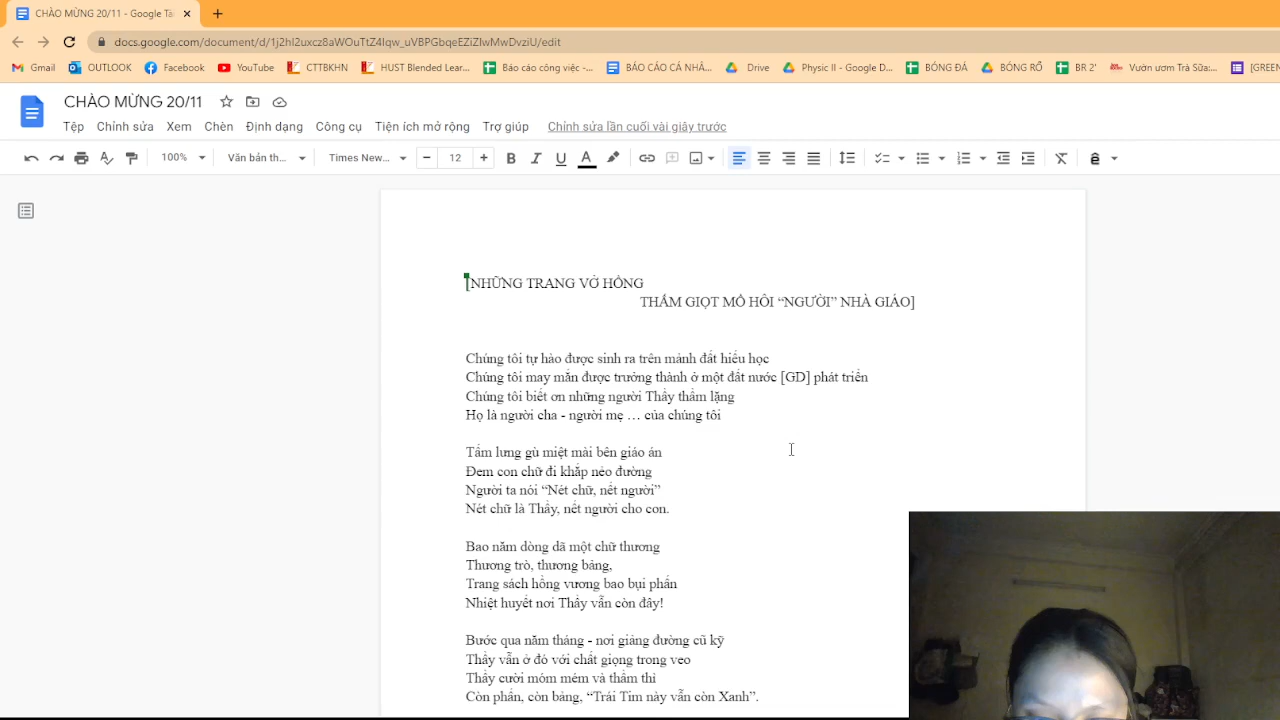 CHÀO MỪNG 20/11 - Google Tà
docs.google.com/document/d/1j2hI2uxcz8aWOuTtZ4Iqw_uVBPGbqeEZiZIwMwDvziU/edit
Gmail OUTLOOK Facebook YouTube CTTBKHN HUST Blended Lear... Báo cáo công việc -... BÁO CÁO CÁ NHÂ... Drive Physic II - Google D... BÓNG ĐÁ BÓNG RỔ BR 2' Vườn ươm Trà Sữa:... [GREEN
CHÀO MỪNG 20/11
Tệp Chỉnh sửa Xem Chèn Định dạng Công cụ Tiện ích mở rộng Trợ giúp Chỉnh sửa lần cuối vài giây trước
100% Văn bản th... Times New... 12 B I U A ê
[NHỮNG TRANG VỞ HỒNG
THẤM GIỌT MỒ HÔI “NGƯỜI” NHÀ GIÁO]
Chúng tôi tự hào được sinh ra trên mảnh đất hiếu học
Chúng tôi may mắn được trưởng thành ở một đất nước [GD] phát triển
Chúng tôi biết ơn những người Thầy thầm lặng
Họ là người cha - người mẹ … của chúng tôi
Tấm lưng gù miệt mài bên giáo án
Đem con chữ đi khắp nẻo đường
Người ta nói “Nét chữ, nết người”
Nét chữ là Thầy, nết người cho con.
Bao năm dòng dã một chữ thương
Thương trò, thương bảng,
Trang sách hồng vương bao bụi phấn
Nhiệt huyết nơi Thầy vẫn còn đây!
Bước qua năm tháng - nơi giảng đường cũ kỹ
Thầy vẫn ở đó với chất giọng trong veo
Thầy cười móm mém và thầm thì
Còn phấn, còn bảng, “Trái Tim này vẫn còn Xanh”.